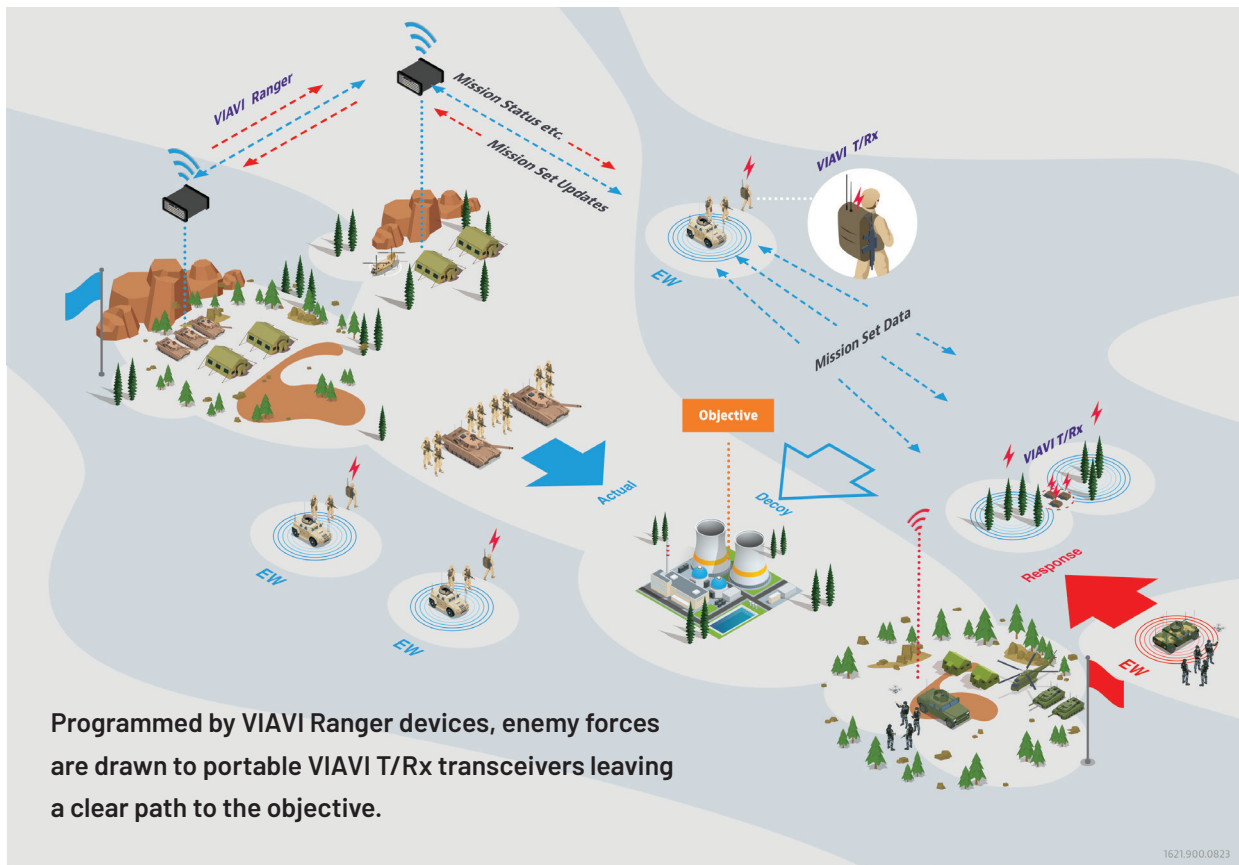 VIAVI Ranger
Mission Status etc.
Mission Set Updates
VIAVI T/Rx
EW
Mission Set Data
Objective
Actual
Decoy
VIAVI T/Rx
EW
EW
Response
EW
Programmed by VIAVI Ranger devices, enemy forces
are drawn to portable VIAVI T/Rx transceivers leaving
a clear path to the objective.
1621.900.0823